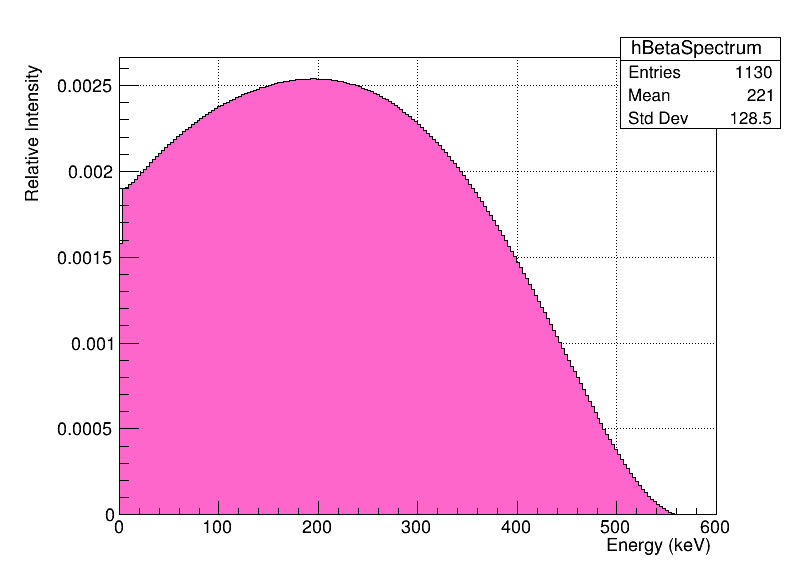 hBetaSpectrum
Entries 1130
Mean 221
Std Dev 128.5
Relative Intensity
0.0025
0.002
0.0015
0.001
0.0005
0
0 100 200 300 400 500 600
Energy (keV)